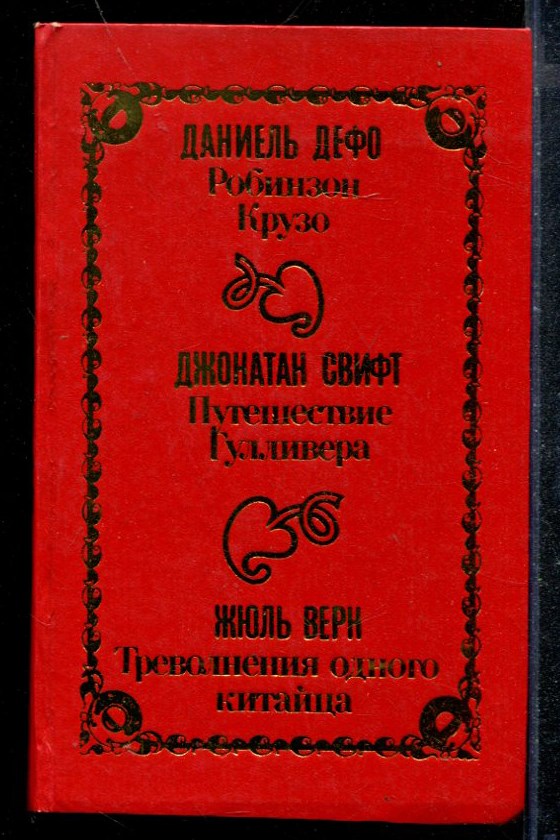 ДАНИЕЛЬ ДЕФО
Робинзон
Крузо
ДЖОНАТАН СВИФТ
Путешествие
Гулливера
ЖЮЛЬ ВЕРН
Треволнения одного
китайца